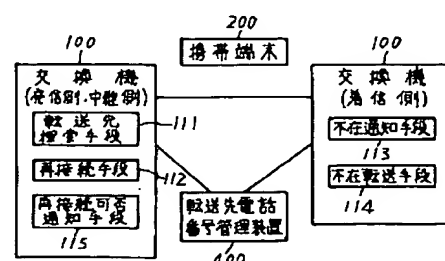 200
携帯端末
100
交換機
(発信側・中継側)
転送先
捜索手段
111
再接続手段
112
再接続可否
通知手段
115
100
交換機
(着信側)
不在通知手段
113
不在転送手段
114
転送先電話
番号管理装置
400